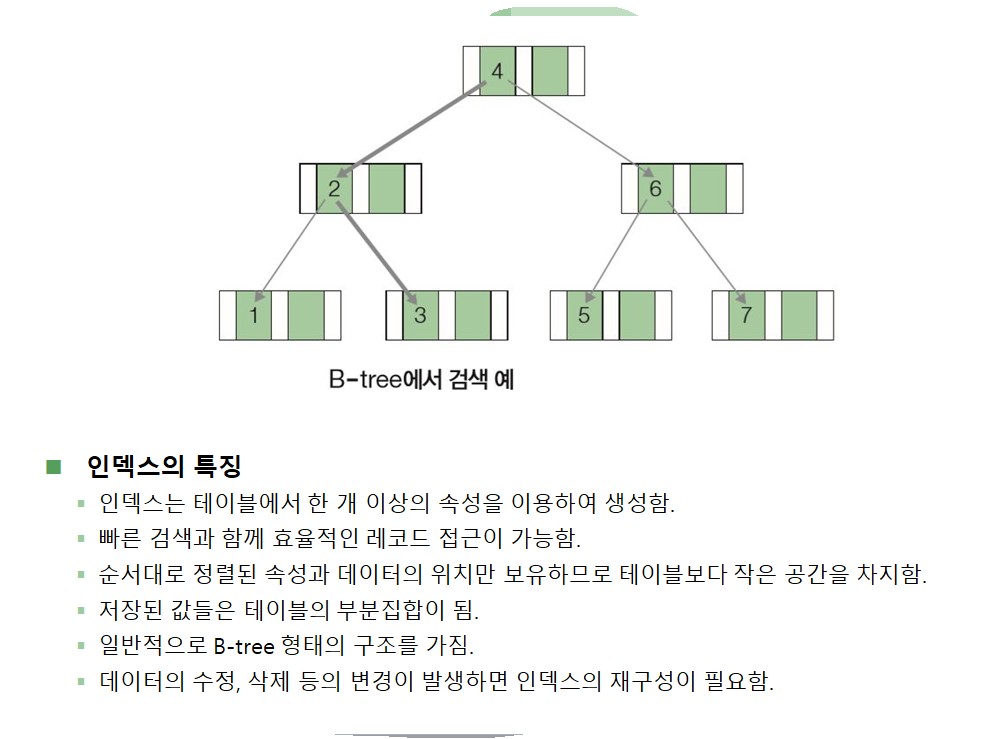 4
2
6
1
3
5
7
B-tree에서 검색 예
인덱스의 특징
인덱스는 테이블에서 한 개 이상의 속성을 이용하여 생성함.
빠른 검색과 함께 효율적인 레코드 접근이 가능함.
순서대로 정렬된 속성과 데이터의 위치만 보유하므로 테이블보다 작은 공간을 차지함.
저장된 값들은 테이블의 부분집합이 됨.
일반적으로 B-tree 형태의 구조를 가짐.
데이터의 수정, 삭제 등의 변경이 발생하면 인덱스의 재구성이 필요함.